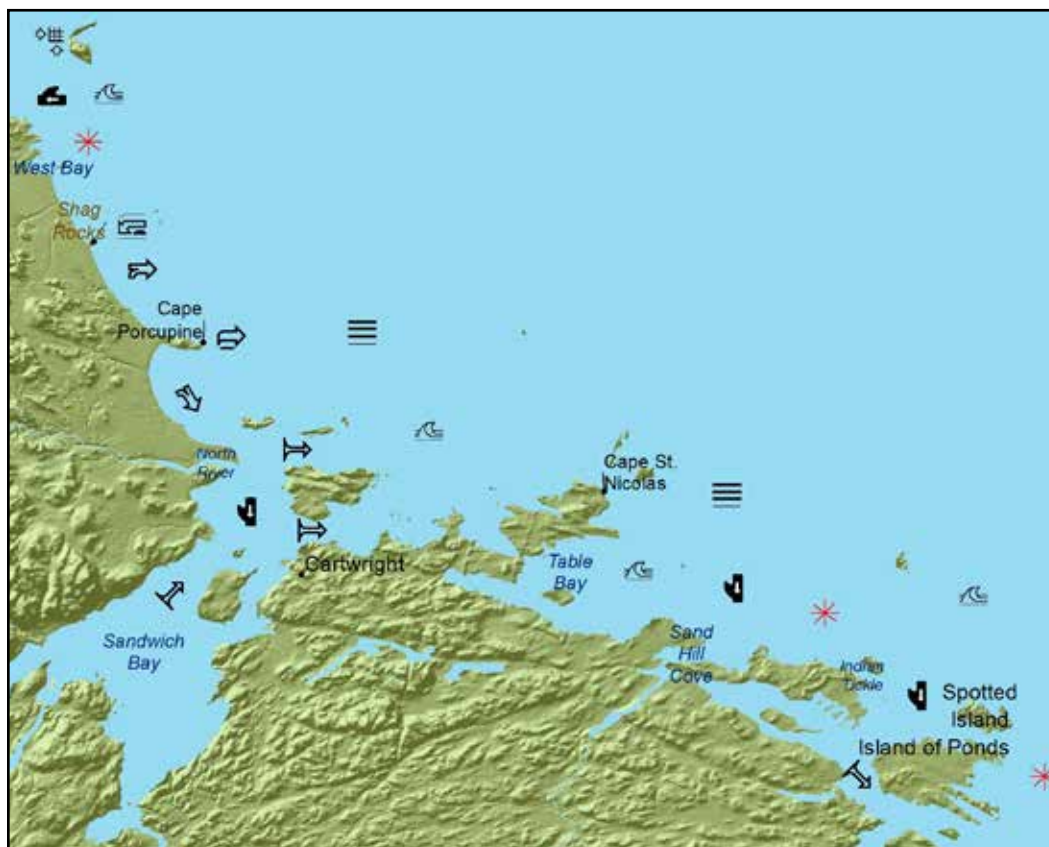 West Bay
Shag
Rocks
Cape
Porcupine
North
River
Cape St.
Nicolas
Cartwright
Table
Bay
Sandwich
Bay
Sand
Hill
Cove
Indian
Tickle
Spotted
Island
Island of Ponds